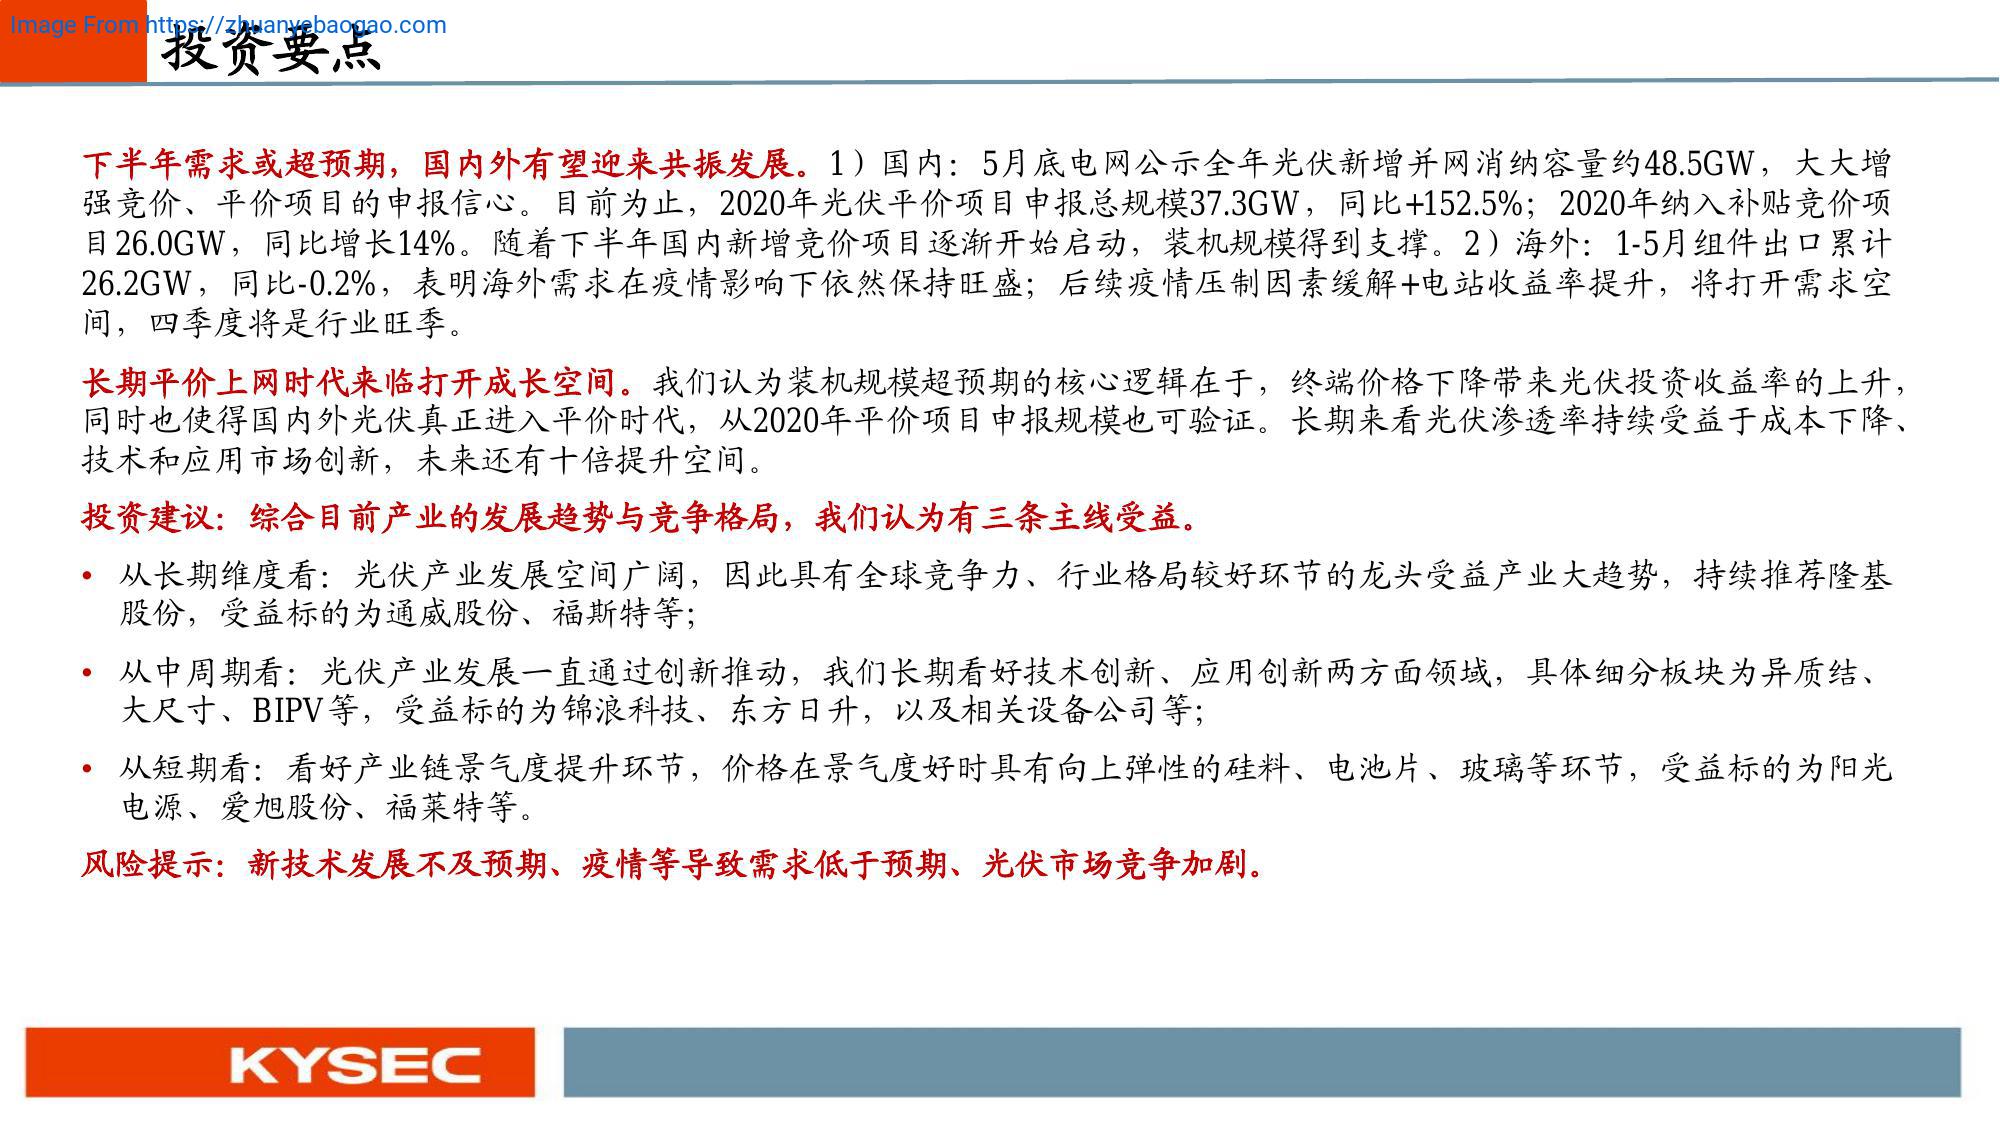 Image From https://zhuanyebaogao.com
投资要点
下半年需求或超预期，国内外有望迎来共振发展。1）国内：5月底电网公示全年光伏新增并网消纳容量约48.5GW，大大增
强竞价、平价项目的申报信心。目前为止，2020年光伏平价项目申报总规模37.3GW，同比+152.5%；2020年纳入补贴竞价项
目26.0GW，同比增长14%。随着下半年国内新增竞价项目逐渐开始启动，装机规模得到支撑。2）海外：1-5月组件出口累计
26.2GW，同比-0.2%，表明海外需求在疫情影响下依然保持旺盛；后续疫情压制因素缓解+电站收益率提升，将打开需求空
间，四季度将是行业旺季。
长期平价上网时代来临打开成长空间。我们认为装机规模超预期的核心逻辑在于，终端价格下降带来光伏投资收益率的上升，
同时也使得国内外光伏真正进入平价时代，从2020年平价项目申报规模也可验证。长期来看光伏渗透率持续受益于成本下降、
技术和应用市场创新，未来还有十倍提升空间。
投资建议：综合目前产业的发展趋势与竞争格局，我们认为有三条主线受益。
• 从长期维度看：光伏产业发展空间广阔，因此具有全球竞争力、行业格局较好环节的龙头受益产业大趋势，持续推荐隆基
股份，受益标的为通威股份、福斯特等；
• 从中周期看：光伏产业发展一直通过创新推动，我们长期看好技术创新、应用创新两方面领域，具体细分板块为异质结、
大尺寸、BIPV等，受益标的为锦浪科技、东方日升，以及相关设备公司等；
• 从短期看：看好产业链景气度提升环节，价格在景气度好时具有向上弹性的硅料、电池片、玻璃等环节，受益标的为阳光
电源、爱旭股份、福莱特等。
风险提示：新技术发展不及预期、疫情等导致需求低于预期、光伏市场竞争加剧。
KYSEC